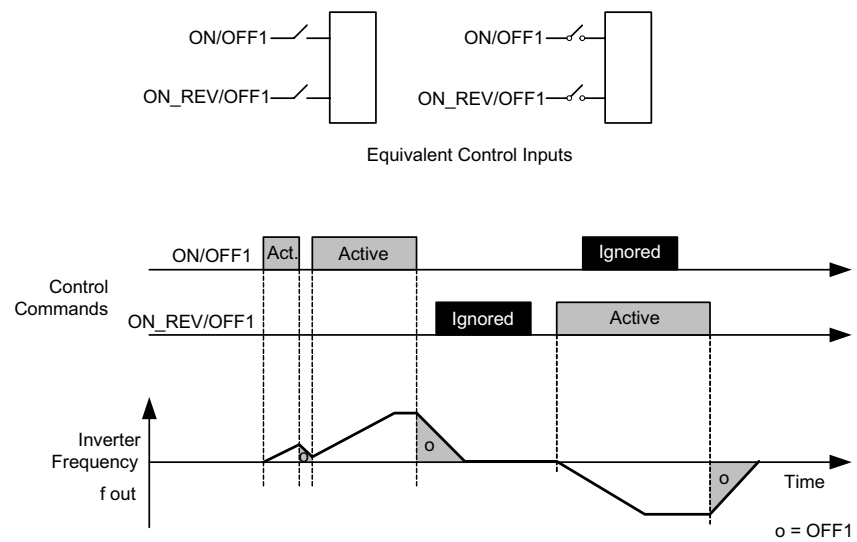 ON/OFF1
ON/OFF1
ON_REV/OFF1
ON_REV/OFF1
Equivalent Control Inputs
ON/OFF1
Act.
Active
Ignored
Control
Commands
ON_REV/OFF1
Ignored
Active
Inverter
Frequency
f out
o
o
o
Time
o = OFF1